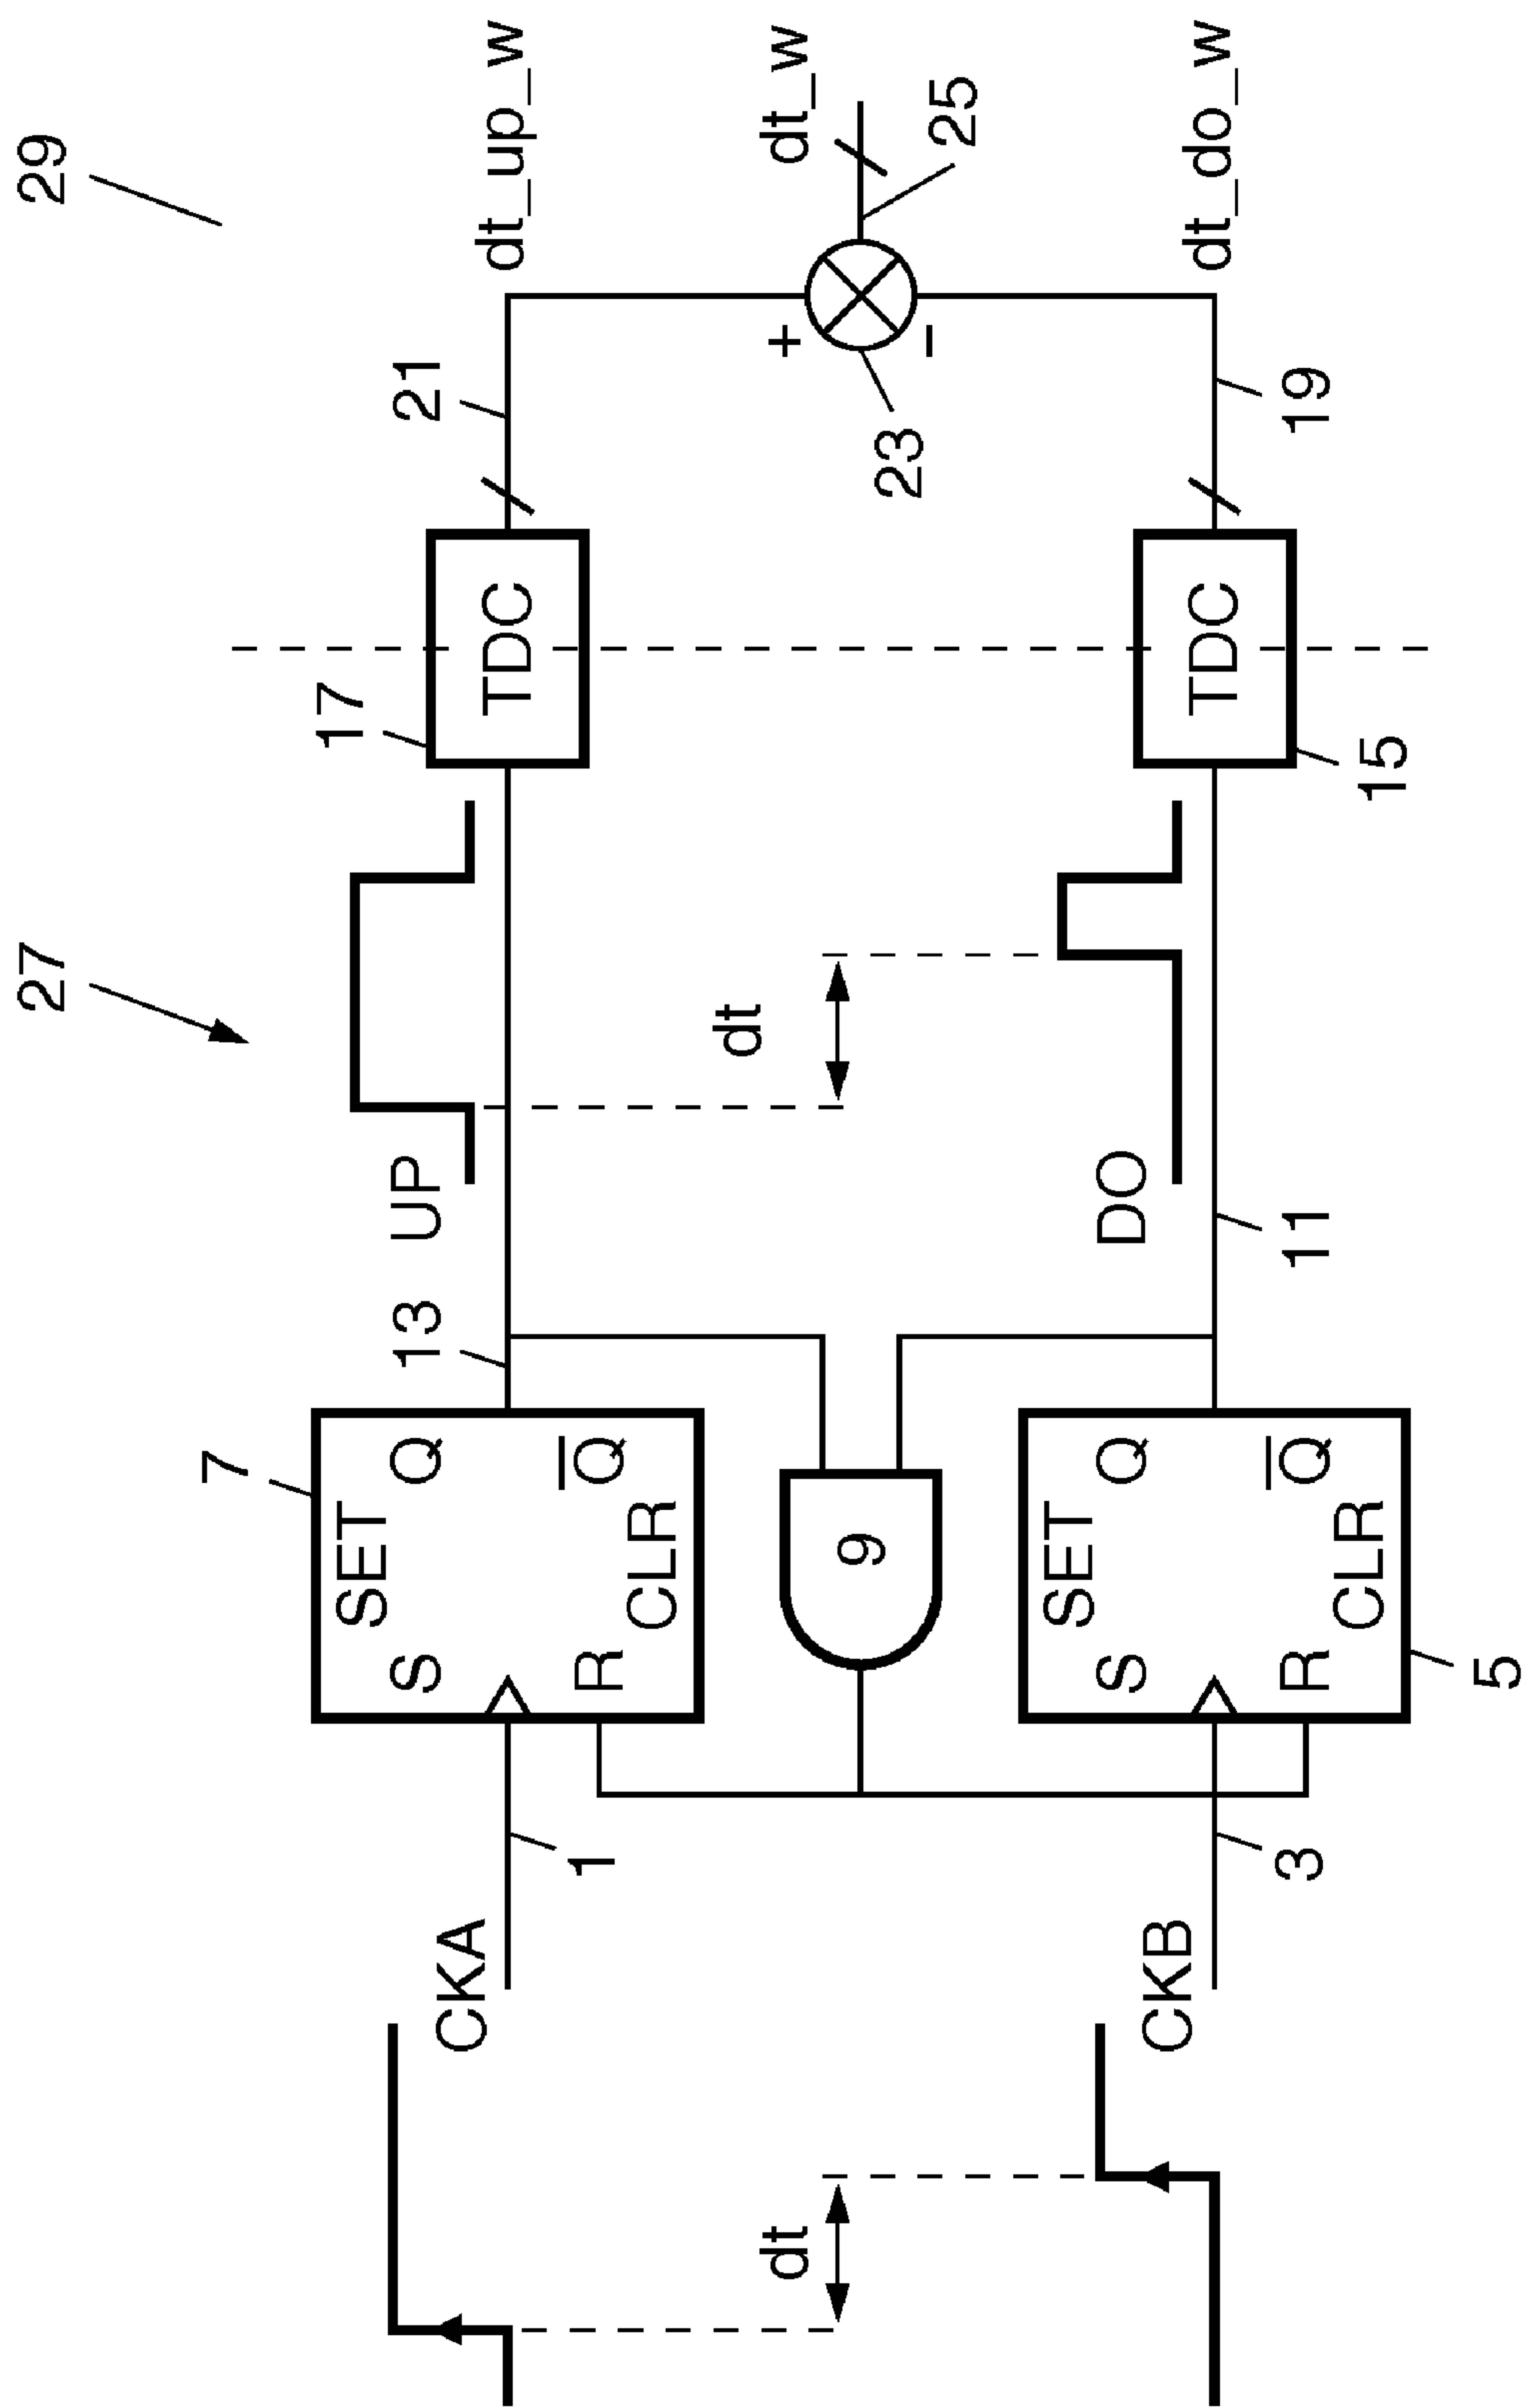 27
29
7
SET
S
Q
R
Q
CLR
13
UP
17
TDC
21
dt_up_w
CKA
1
dt
9
dt
+
−
23
dt_w
25
CKB
3
SET
S
Q
R
Q
CLR
5
DO
11
TDC
15
19
dt_do_w